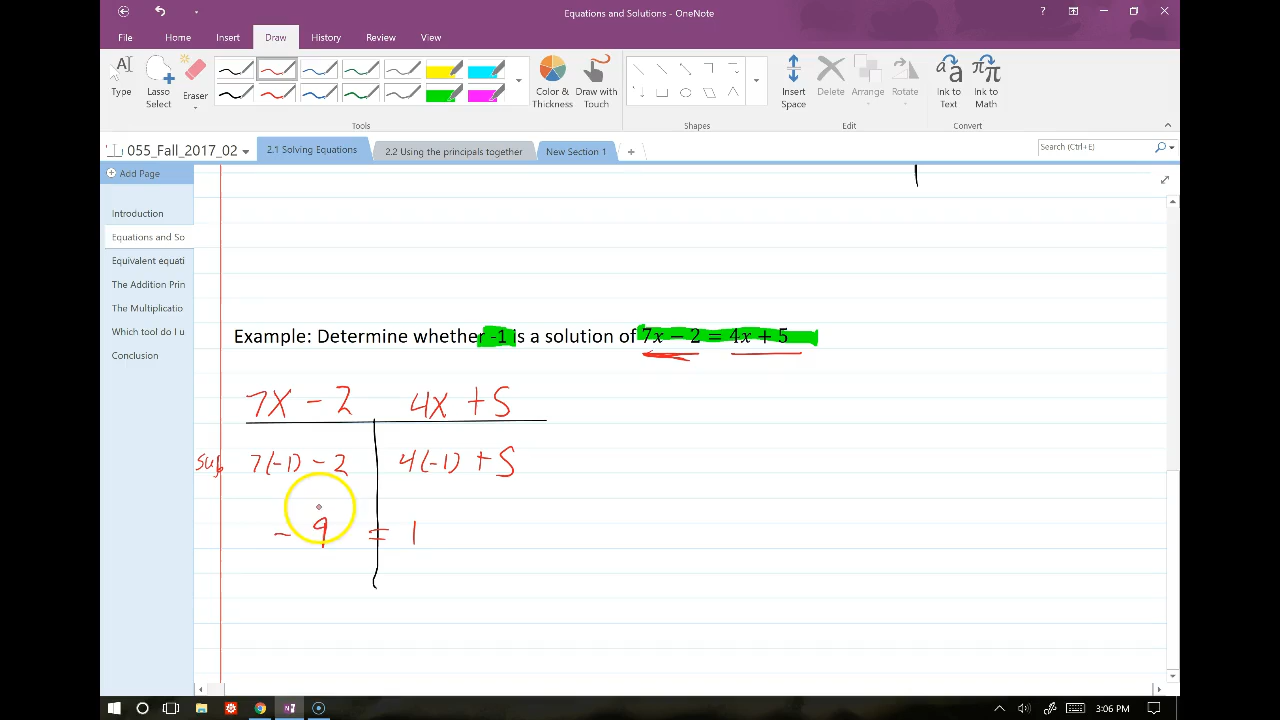 Equations and Solutions - OneNote
File Home Insert Draw History Review View
Type Lasso Select Eraser Color & Thickness Draw with Touch Insert Space Delete Arrange Rotate Ink to Text Ink to Math
Tools Shapes Edit Convert
055_Fall_2017_02 2.1 Solving Equations 2.2 Using the principals together New Section 1 Search (Ctrl+E)
Add Page
Introduction
Equations and So
Equivalent equati
The Addition Prin
The Multiplicatio
Which tool do I u
Conclusion
Example: Determine whether -1 is a solution of 7x − 2 = 4x + 5
7x - 2 4x + 5
sub 7(-1) - 2 4(-1) + 5
- 9 = 1
3:06 PM